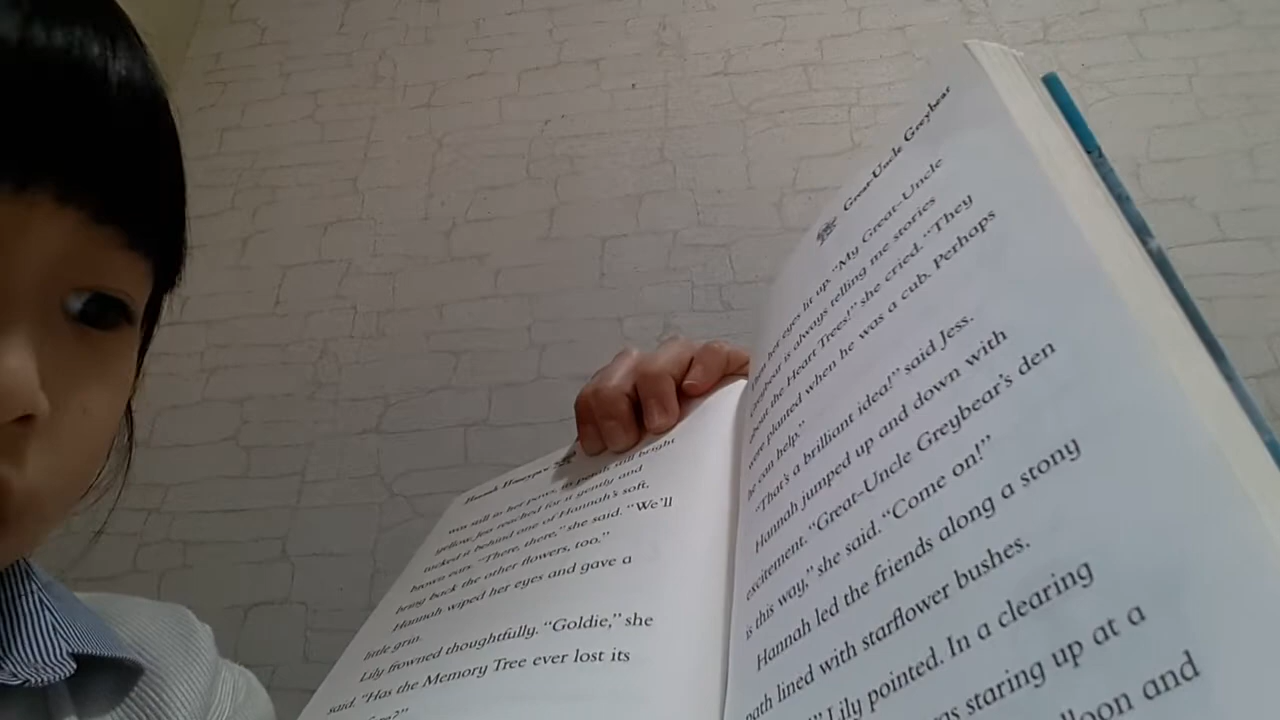 Hannah Honeypaw
was still in her paws, its petals still bright
yellow. Jess reached for it gently and
tucked it behind one of Hannah's soft,
brown ears. "There, there," she said. "We'll
bring back the other flowers, too."
Hannah wiped her eyes and gave a
little grin.
Lily frowned thoughtfully. "Goldie," she
said. "Has the Memory Tree ever lost its
Great-Uncle Greybear
her eyes lit up. "My Great-Uncle
Greybear is always telling me stories
about the Heart Trees!" she cried. "They
were planted when he was a cub. Perhaps
he can help."
"That's a brilliant idea!" said Jess.
Hannah jumped up and down with
excitement. "Great-Uncle Greybear's den
is this way," she said. "Come on!"
Hannah led the friends along a stony
path lined with starflower bushes.
Lily pointed. In a clearing
was staring up at a
and